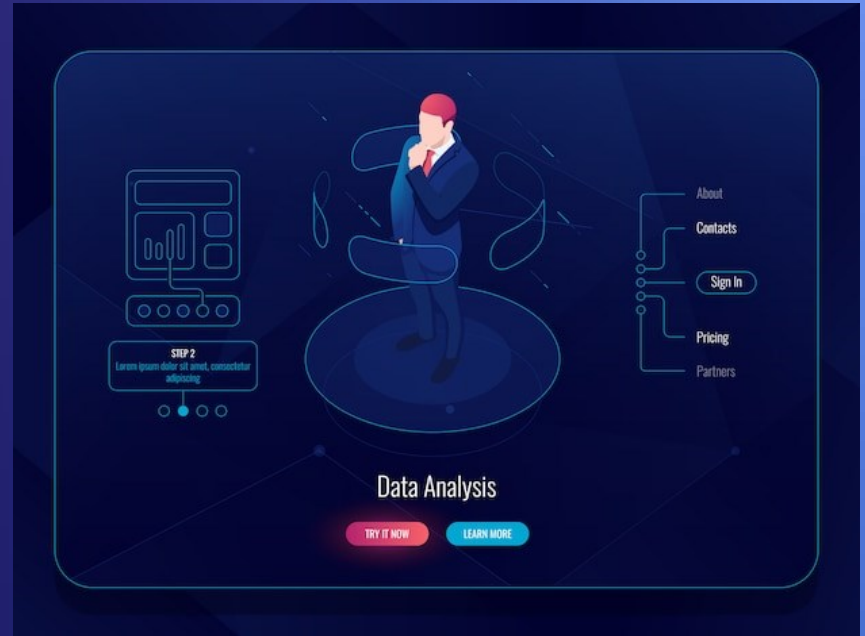 About
Contacts
Sign In
Pricing
Partners
STEP 2
Lorem ipsum dolor sit amet, consectetur
adipiscing
Data Analysis
TRY IT NOW
LEARN MORE